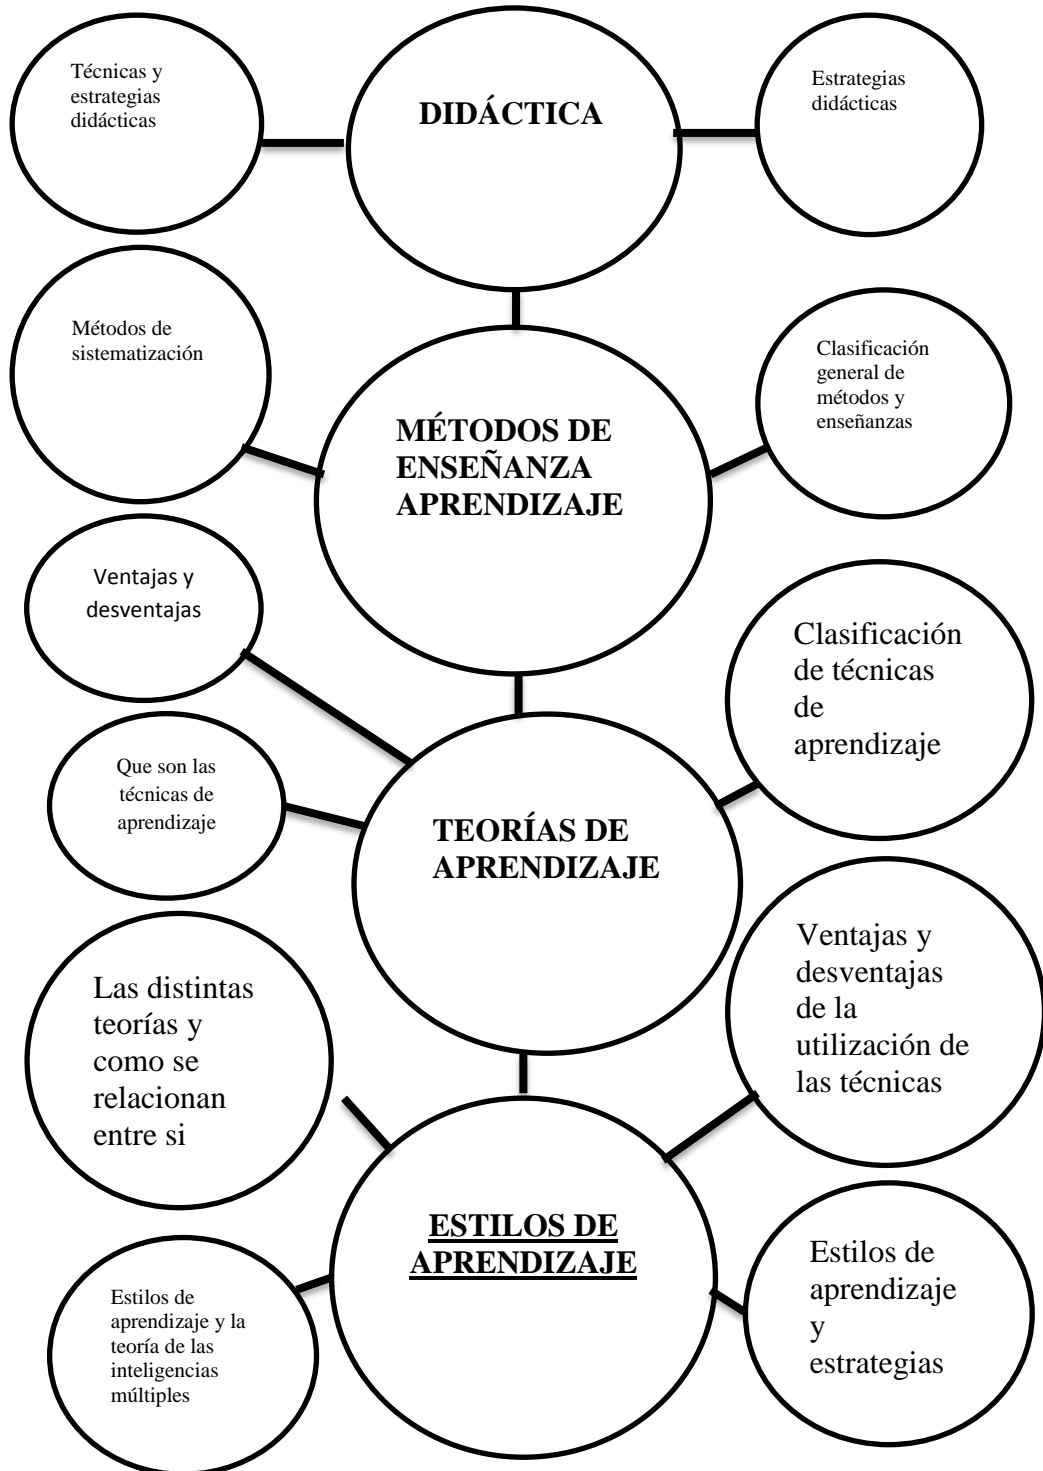 Técnicas y
estrategias
didácticas
DIDÁCTICA
Estrategias
didácticas
Métodos de
sistematización
MÉTODOS DE
ENSEÑANZA
APRENDIZAJE
Clasificación
general de
métodos y
enseñanzas
Ventajas y
desventajas
Clasificación
de técnicas
de
aprendizaje
Que son las
técnicas de
aprendizaje
TEORÍAS DE
APRENDIZAJE
Ventajas y
desventajas
de la
utilización de
las técnicas
Las distintas
teorías y
como se
relacionan
entre si
ESTILOS DE
APRENDIZAJE
Estilos de
aprendizaje
y
estrategias
Estilos de
aprendizaje y la
teoría de las
inteligencias
múltiples